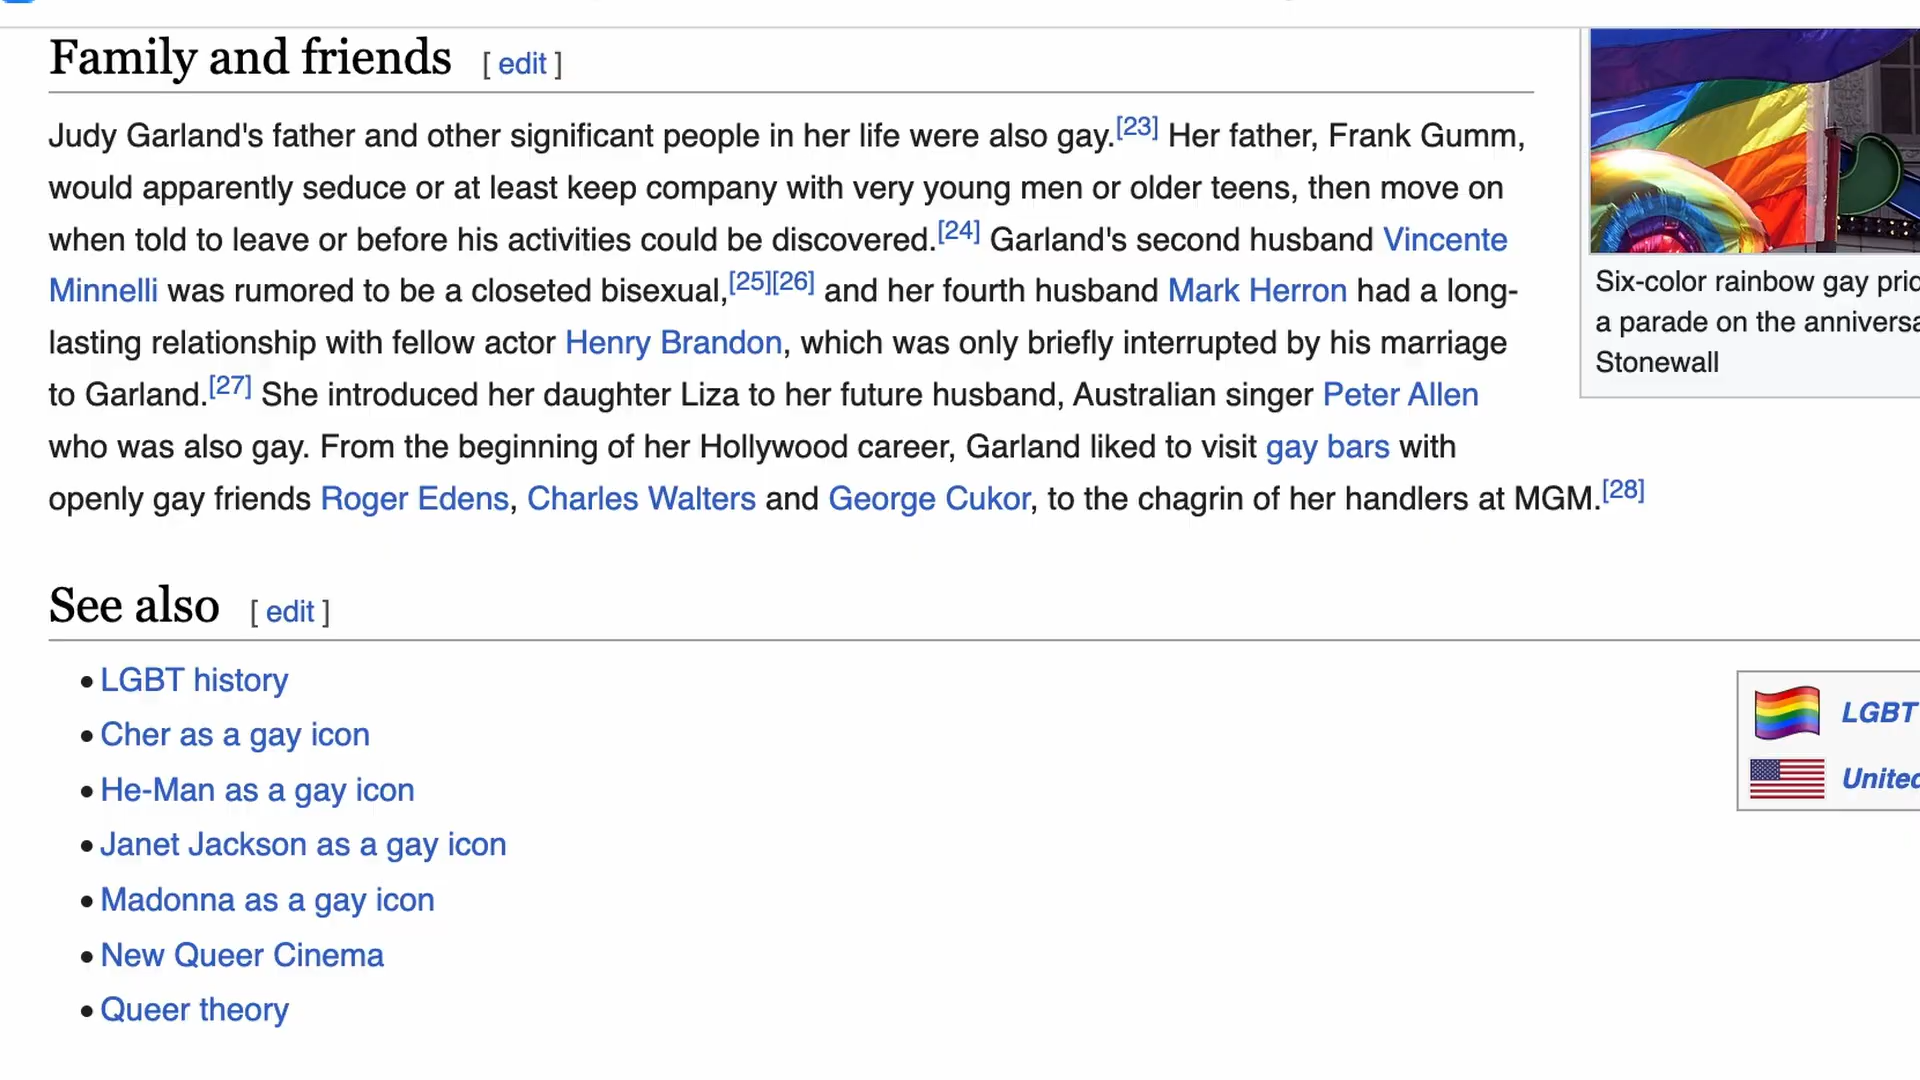 Family and friends [ edit ]
Judy Garland's father and other significant people in her life were also gay.[23] Her father, Frank Gumm,
would apparently seduce or at least keep company with very young men or older teens, then move on
when told to leave or before his activities could be discovered.[24] Garland's second husband Vincente
Minnelli was rumored to be a closeted bisexual,[25][26] and her fourth husband Mark Herron had a long-
lasting relationship with fellow actor Henry Brandon, which was only briefly interrupted by his marriage
to Garland.[27] She introduced her daughter Liza to her future husband, Australian singer Peter Allen
who was also gay. From the beginning of her Hollywood career, Garland liked to visit gay bars with
openly gay friends Roger Edens, Charles Walters and George Cukor, to the chagrin of her handlers at MGM.[28]
Six-color rainbow gay
a parade on the
Stonewall
See also [ edit ]
• LGBT history
• Cher as a gay icon
• He-Man as a gay icon
• Janet Jackson as a gay icon
• Madonna as a gay icon
• New Queer Cinema
• Queer theory
LGBT